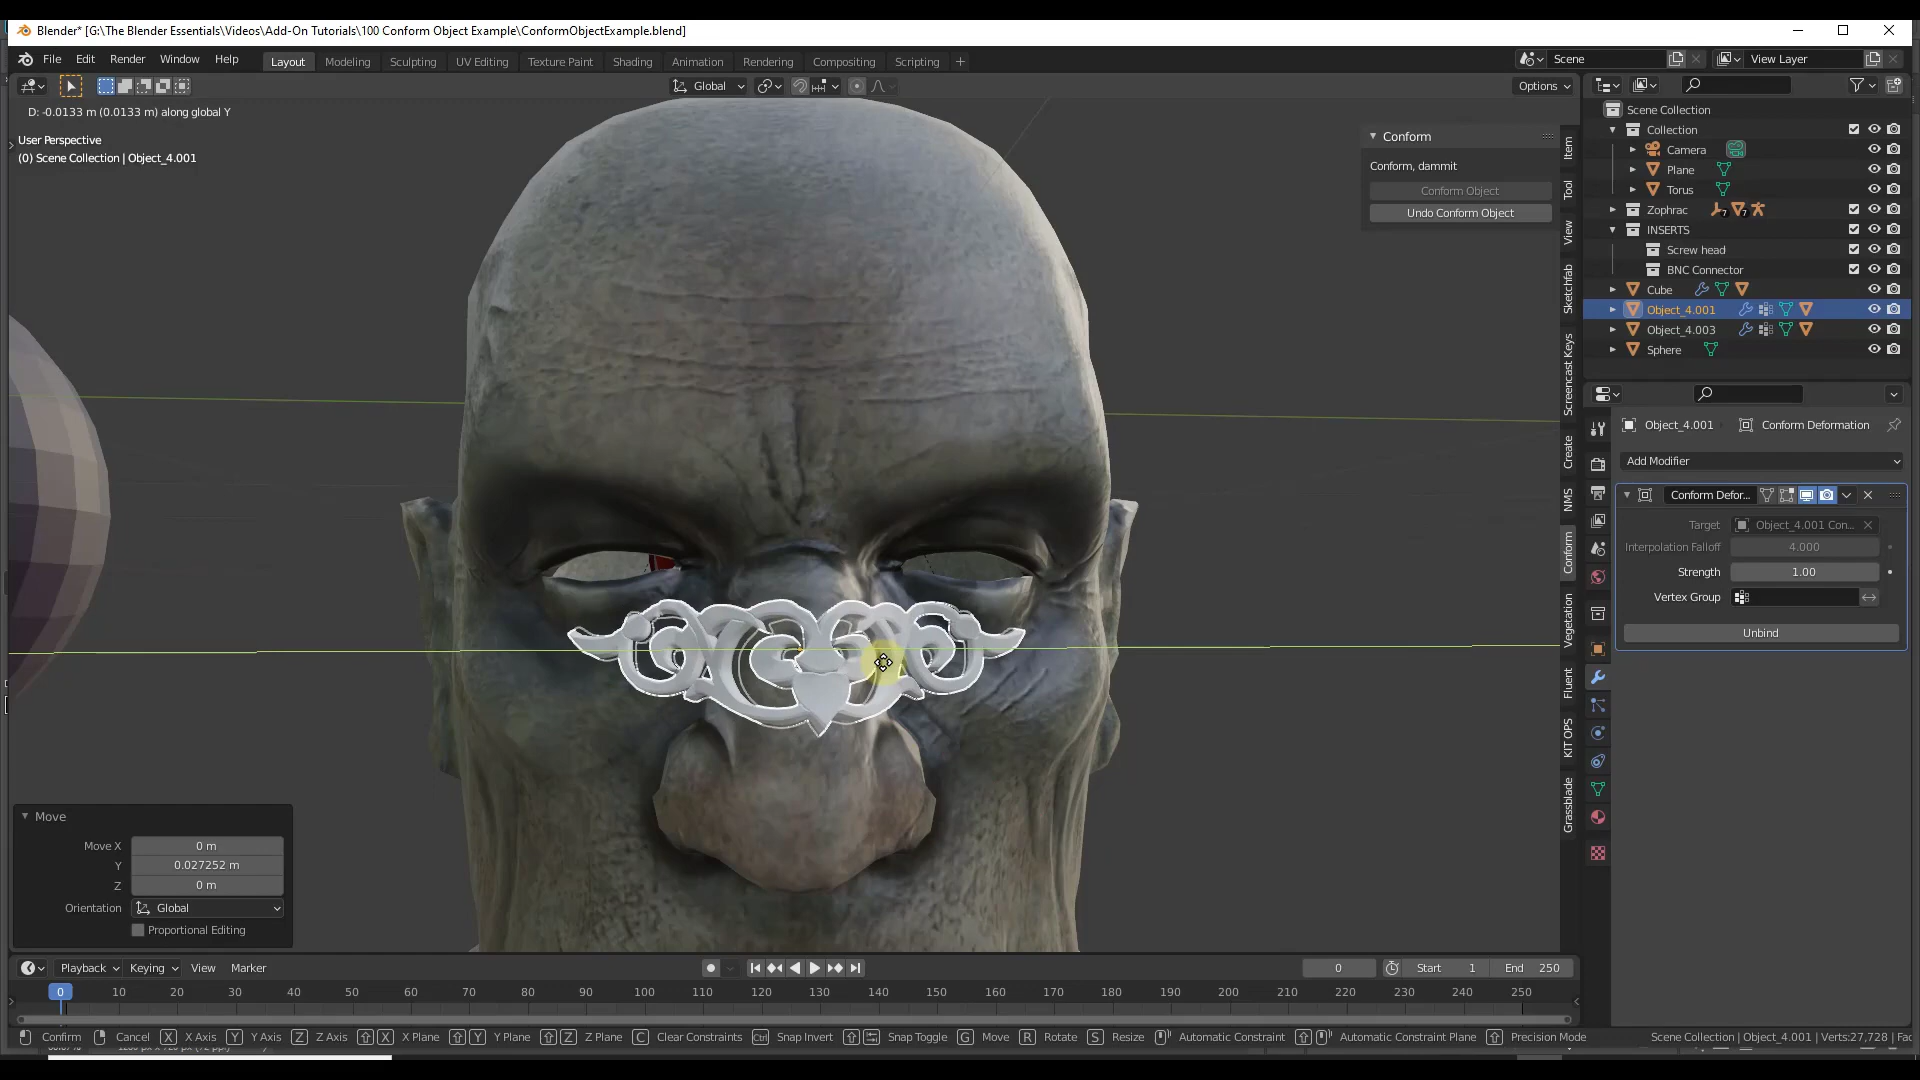 Blender* [G:\The Blender Essentials\Videos\Add-On Tutorials\100 Conform Object Example\ConformObjectExample.blend]
File Edit Render Window Help Layout Modeling Sculpting UV Editing Texture Paint Shading Animation Rendering Compositing Scripting + Scene View Layer
Global Options
D: -0.0133 m (0.0133 m) along global Y
User Perspective
(0) Scene Collection | Object_4.001
Conform
Conform, dammit
Conform Object
Undo Conform Object
Item
Tool
View
Sketchfab
Screencast Keys
Create
NMS
Conform
Vegetation
Fluent
KIT OPS
Grassblade
Scene Collection
Collection
Camera
Plane
Torus
Zophrac 7 7
INSERTS
Screw head
BNC Connector
Cube
Object_4.001
Object_4.003
Sphere
Object_4.001 Conform Deformation
Add Modifier
Conform Defor...
Target Object_4.001 Con...
Interpolation Falloff 4.000
Strength 1.00
Vertex Group
Unbind
Move
Move X 0 m
Y 0.027252 m
Z 0 m
Orientation Global
Proportional Editing
Playback Keying View Marker 0 Start 1 End 250
0 10 20 30 40 50 60 70 80 90 100 110 120 130 140 150 160 170 180 190 200 210 220 230 240 250
Confirm Cancel X X Axis Y Y Axis Z Z Axis X X Plane Y Y Plane Z Z Plane C Clear Constraints Ctrl Snap Invert Snap Toggle G Move R Rotate S Resize Automatic Constraint Automatic Constraint Plane Precision Mode Scene Collection | Object_4.001 | Verts:27,728 | Fac